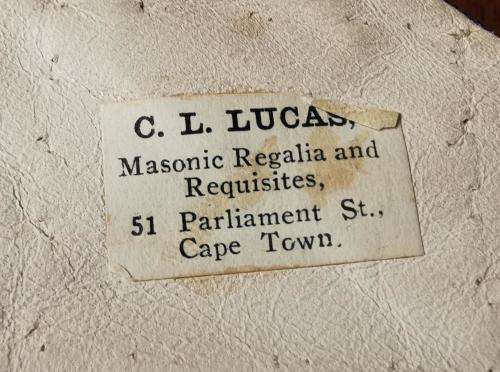 C. L. LUCAS,
Masonic Regalia and
Requisites,
51 Parliament St.,
Cape Town.